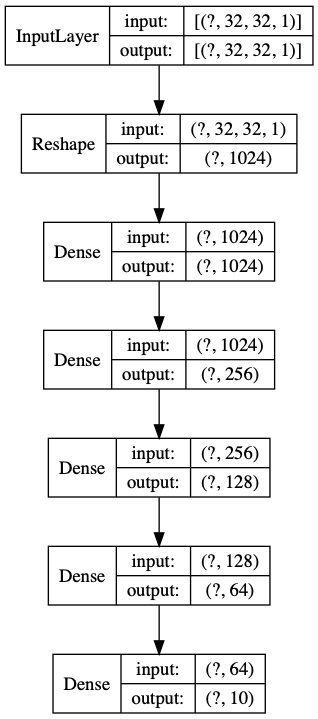 InputLayer input: [(?, 32, 32, 1)]
output: [(?, 32, 32, 1)]
Reshape input: (?, 32, 32, 1)
output: (?, 1024)
Dense input: (?, 1024)
output: (?, 1024)
Dense input: (?, 1024)
output: (?, 256)
Dense input: (?, 256)
output: (?, 128)
Dense input: (?, 128)
output: (?, 64)
Dense input: (?, 64)
output: (?, 10)